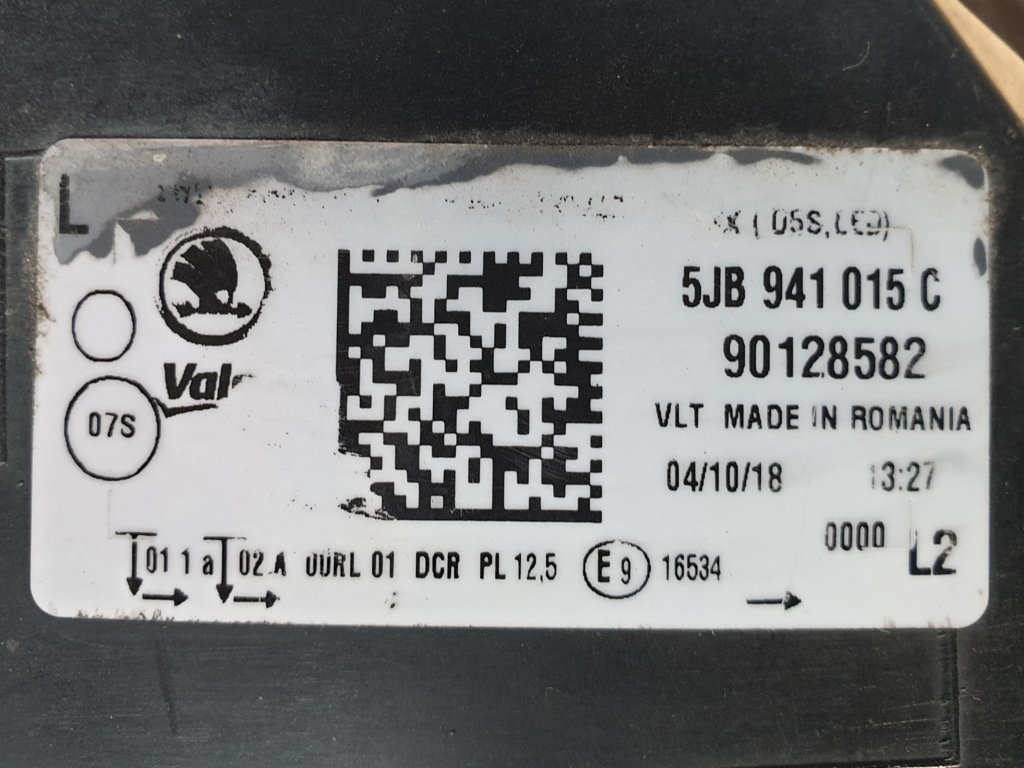 L
5JB 941 015 C
90128582
07S
VLT MADE IN ROMANIA
04/10/18 13:27
0000 L2
01 1 a 02 A 00RL 01 DCR PL 12,5 E9 16534